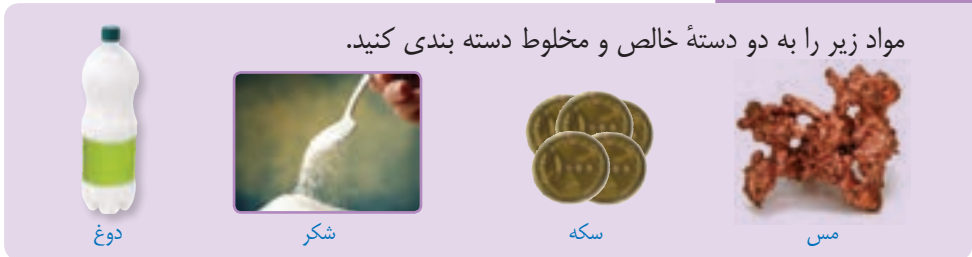 مواد زیر را به دو دستهٔ خالص و مخلوط دسته بندی کنید.
مس
سکه
شکر
دوغ